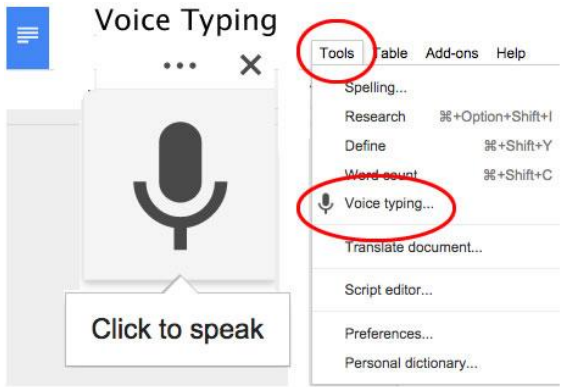 Voice Typing
Click to speak
Tools Table Add-ons Help
Spelling...
Research ⌘+Option+Shift+I
Define ⌘+Shift+Y
Word count ⌘+Shift+C
Voice typing...
Translate document...
Script editor...
Preferences...
Personal dictionary...